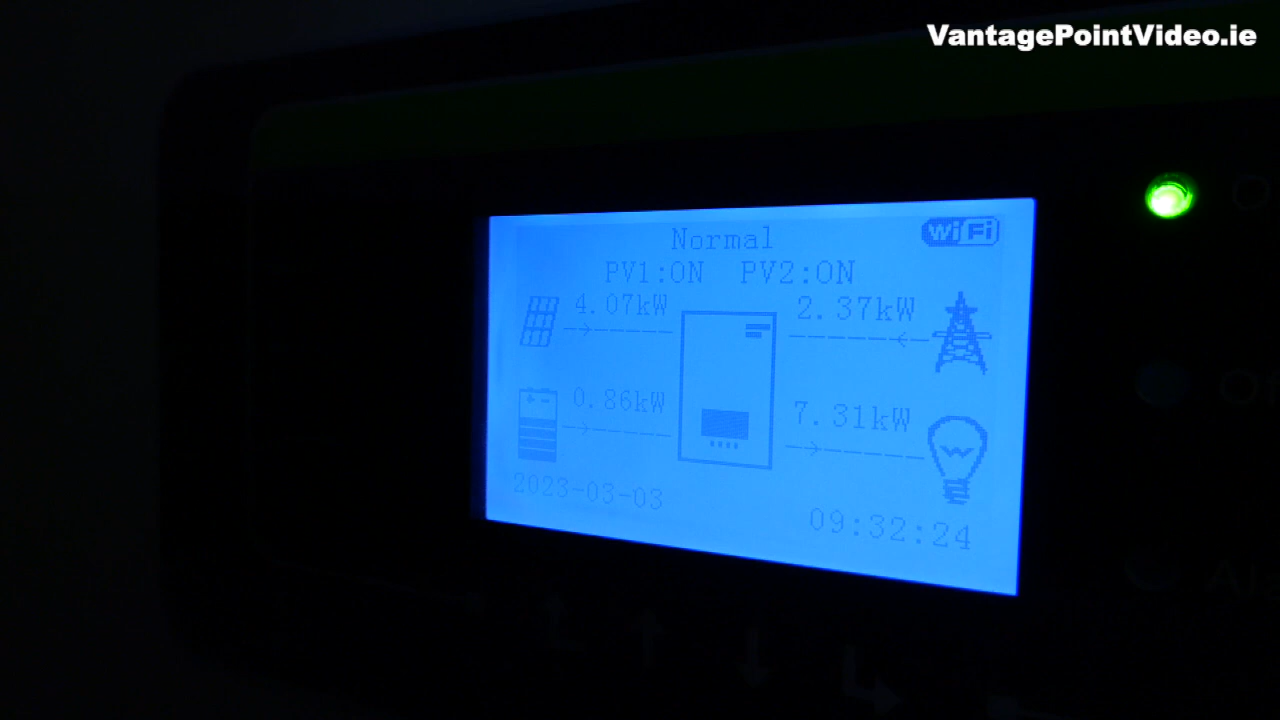 VantagePointVideo.ie
Normal
WiFi
PV1:ON PV2:ON
4.07kW
2.37kW
0.86kW
7.31kW
2023-03-03
09:32:24